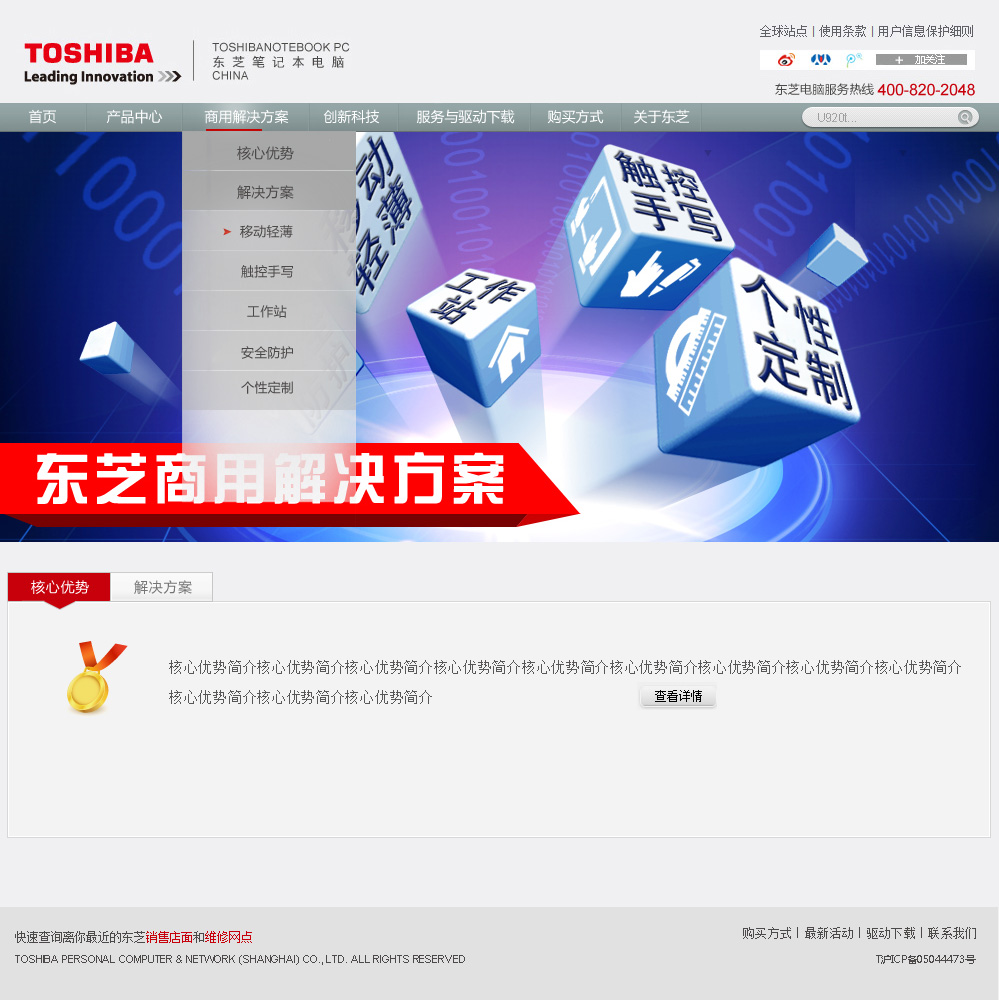 全球站点 | 使用条款 | 用户信息保护细则
TOSHIBA
Leading Innovation >>>
TOSHIBANOTEBOOK PC
东芝笔记本电脑
CHINA
+ 加关注
东芝电脑服务热线 400-820-2048
首页 产品中心 商用解决方案 创新科技 服务与驱动下载 购买方式 关于东芝
U920t...
核心优势
解决方案
移动轻薄
触控手写
工作站
安全防护
个性定制
动
轻薄
触控
手写
工作
站
个性
定制
东芝商用解决方案
核心优势 解决方案
核心优势简介核心优势简介核心优势简介核心优势简介核心优势简介核心优势简介核心优势简介核心优势简介核心优势简介
核心优势简介核心优势简介核心优势简介
查看详情
快速查询离你最近的东芝销售店面和维修网点
购买方式 | 最新活动 | 驱动下载 | 联系我们
TOSHIBA PERSONAL COMPUTER & NETWORK (SHANGHAI) CO., LTD. ALL RIGHTS RESERVED
沪ICP备05044473号